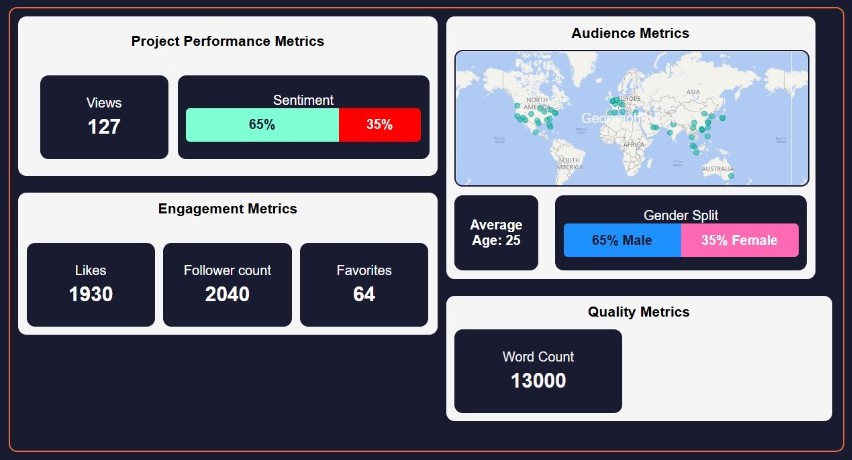 Project Performance Metrics
Views
127
Sentiment
65%
35%
Engagement Metrics
Likes
1930
Follower count
2040
Favorites
64
Audience Metrics
NORTH
AMERICA
EUROPE
ASIA
AFRICA
SOUTH
AMERICA
AUSTRALIA
Average
Age: 25
Gender Split
65% Male
35% Female
Quality Metrics
Word Count
13000